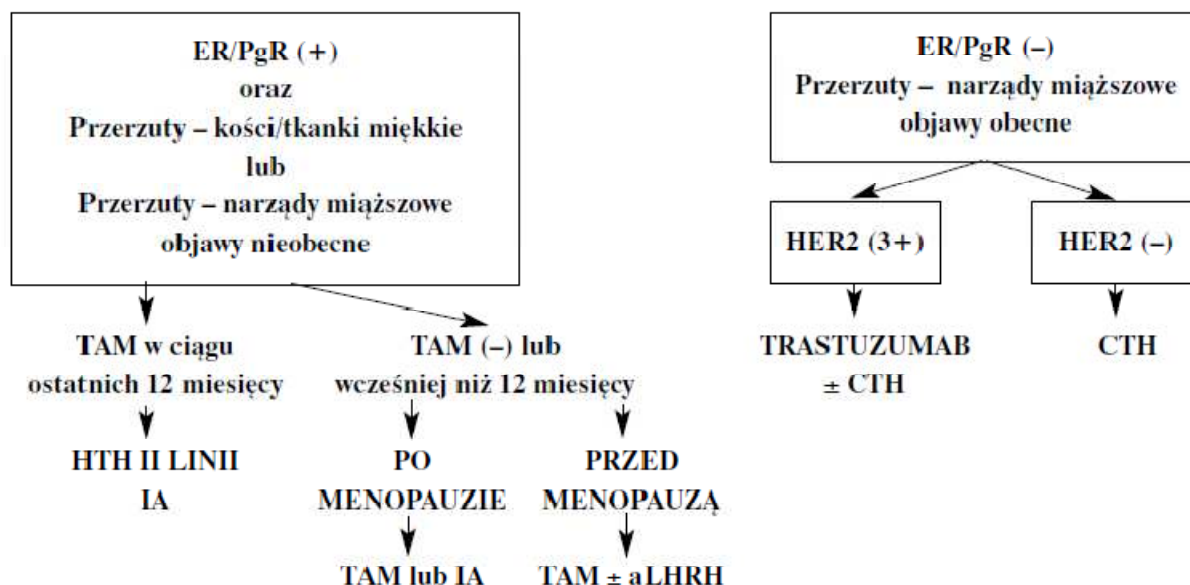 ER/PgR (+)
oraz
Przerzuty – kości/tkanki miękkie
lub
Przerzuty – narządy miąższowe
objawy nieobecne
TAM w ciągu
ostatnich 12 miesięcy
HTH II LINII
IA
TAM (–) lub
wcześniej niż 12 miesięcy
PO
MENOPAUZIE
TAM lub IA
PRZED
MENOPAUZĄ
TAM ± aLHRH
ER/PgR (–)
Przerzuty – narządy miąższowe
objawy obecne
HER2 (3+)
TRASTUZUMAB
± CTH
HER2 (–)
CTH